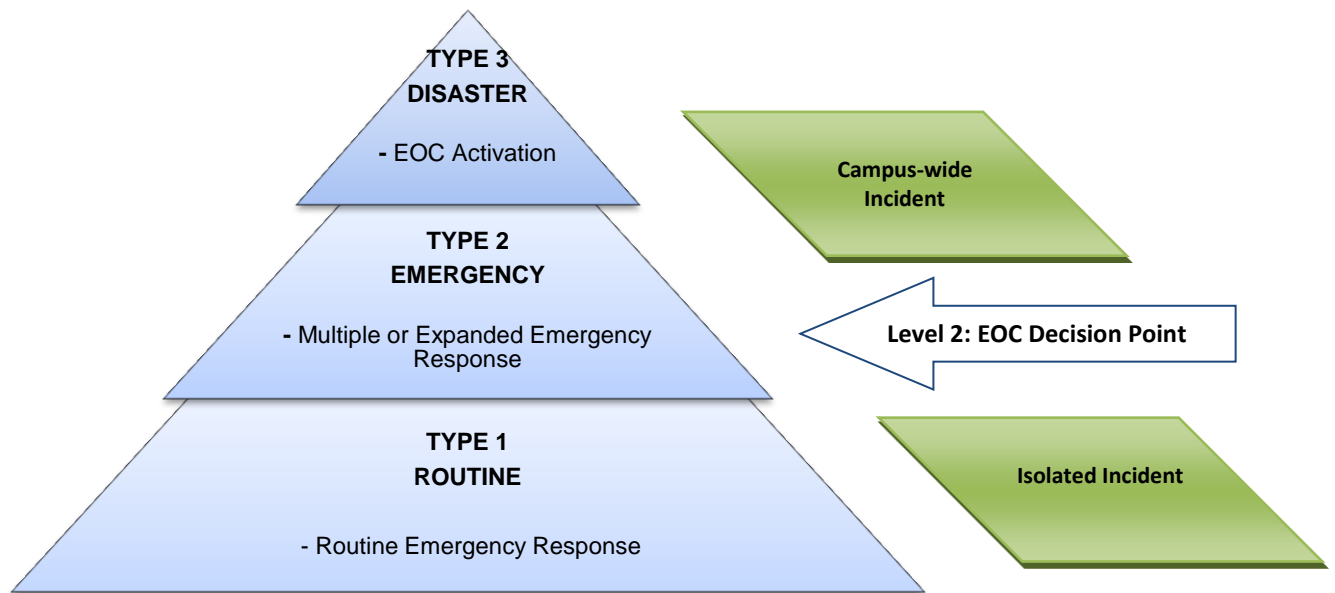 TYPE 3
DISASTER
- EOC Activation
Campus-wide
Incident
TYPE 2
EMERGENCY
- Multiple or Expanded Emergency
Response
Level 2: EOC Decision Point
TYPE 1
ROUTINE
- Routine Emergency Response
Isolated Incident